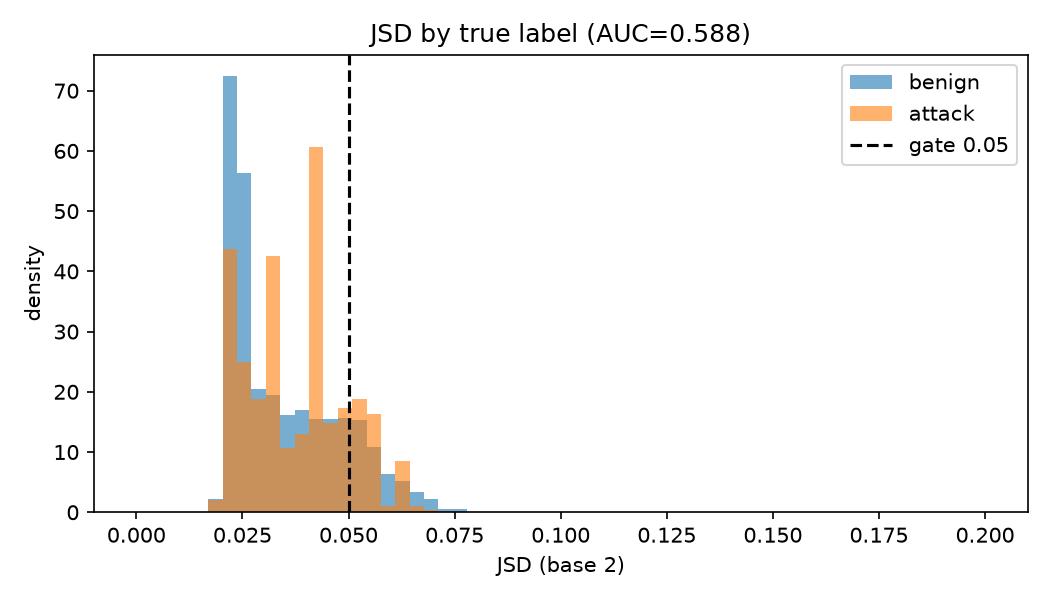 JSD by true label (AUC=0.588)
benign
attack
gate 0.05
density
70
60
50
40
30
20
10
0
0.000 0.025 0.050 0.075 0.100 0.125 0.150 0.175 0.200
JSD (base 2)